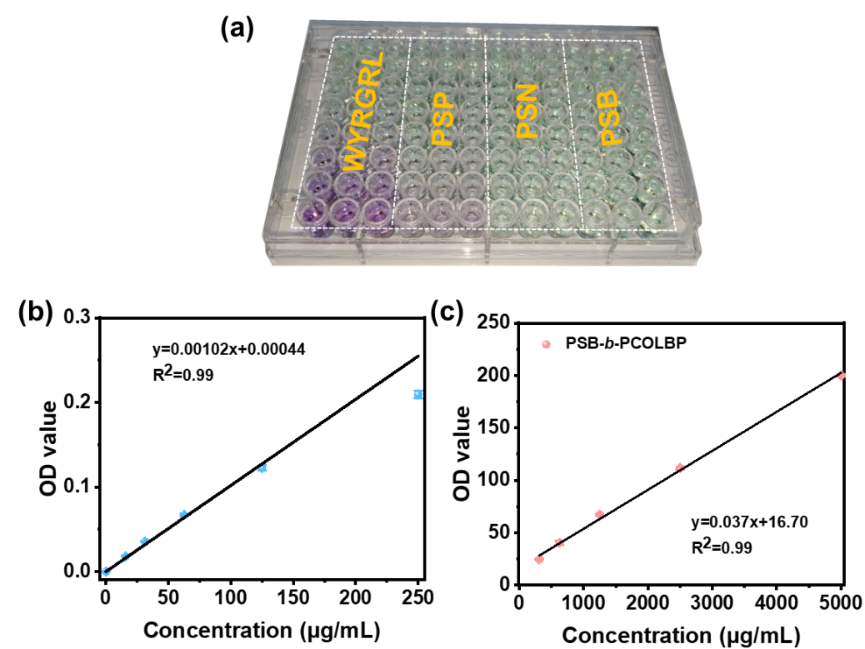 (a)
WYRGRL
PSP
PSN
PSB
(b)
0.3
0.2
0.1
0.0
OD value
y=0.00102x+0.00044
R²=0.99
0 50 100 150 200 250
Concentration (μg/mL)
(c)
250
200
150
100
50
0
OD value
PSB-b-PCOLBP
y=0.037x+16.70
R²=0.99
0 1000 2000 3000 4000 5000
Concentration (μg/mL)